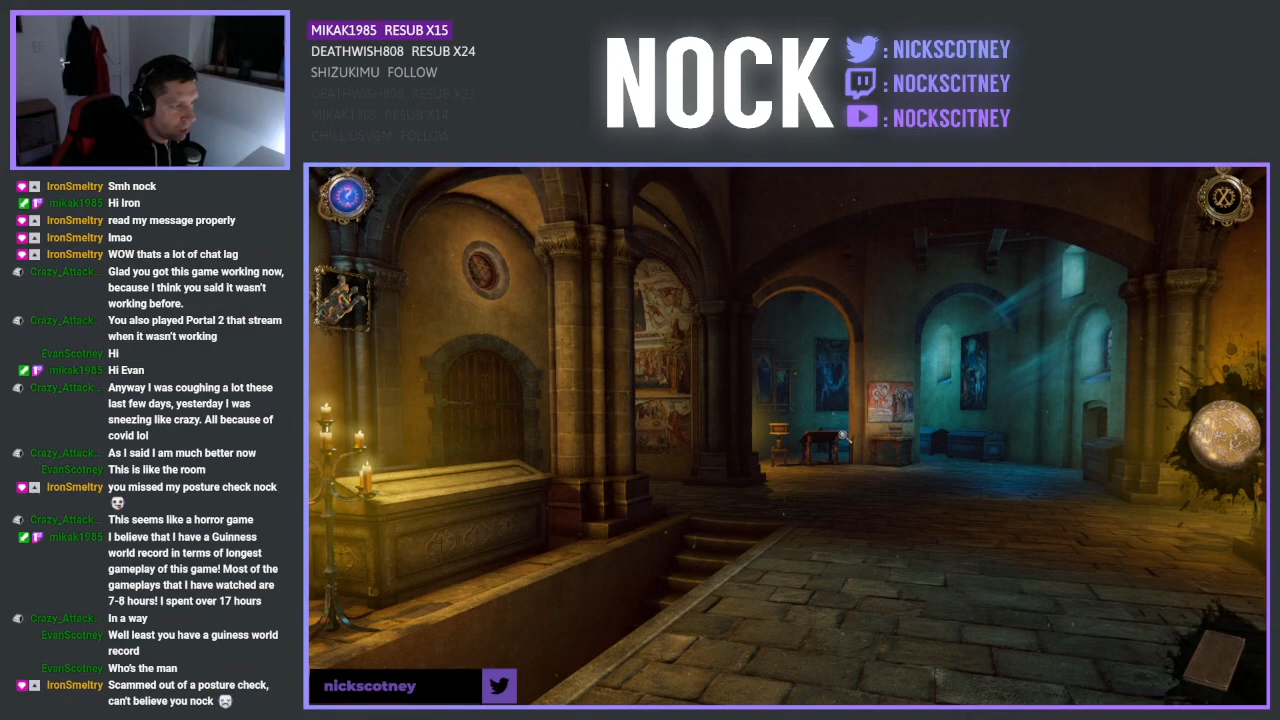 MIKAK1985 RESUB X15
DEATHWISH808 RESUB X24
SHIZUKIMU FOLLOW
DEATHWISH808 RESUB X23
MIKAK1985 RESUB X14
NOCK
: NICKSCOTNEY
: NOCKSCITNEY
: NOCKSCITNEY
IronSmeltry Smh nock
mikak1985 Hi Iron
IronSmeltry read my message properly
IronSmeltry lmao
IronSmeltry WOW thats a lot of chat lag
Crazy_Attack... Glad you got this game working now,
because I think you said it wasn't
working before.
Crazy_Attack... You also played Portal 2 that stream
when it wasn't working
EvanScotney Hi
mikak1985 Hi Evan
Crazy_Attack... Anyway I was coughing a lot these
last few days, yesterday I was
sneezing like crazy. All because of
covid lol
Crazy_Attack... As I said I am much better now
EvanScotney This is like the room
IronSmeltry you missed my posture check nock
Crazy_Attack... This seems like a horror game
mikak1985 I believe that I have a Guinness
world record in terms of longest
gameplay of this game! Most of the
gameplays that I have watched are
7-8 hours! I spent over 17 hours
Crazy_Attack... In a way
EvanScotney Well least you have a guiness world
record
EvanScotney Who's the man
IronSmeltry Scammed out of a posture check,
can't believe you nock
nickscotney